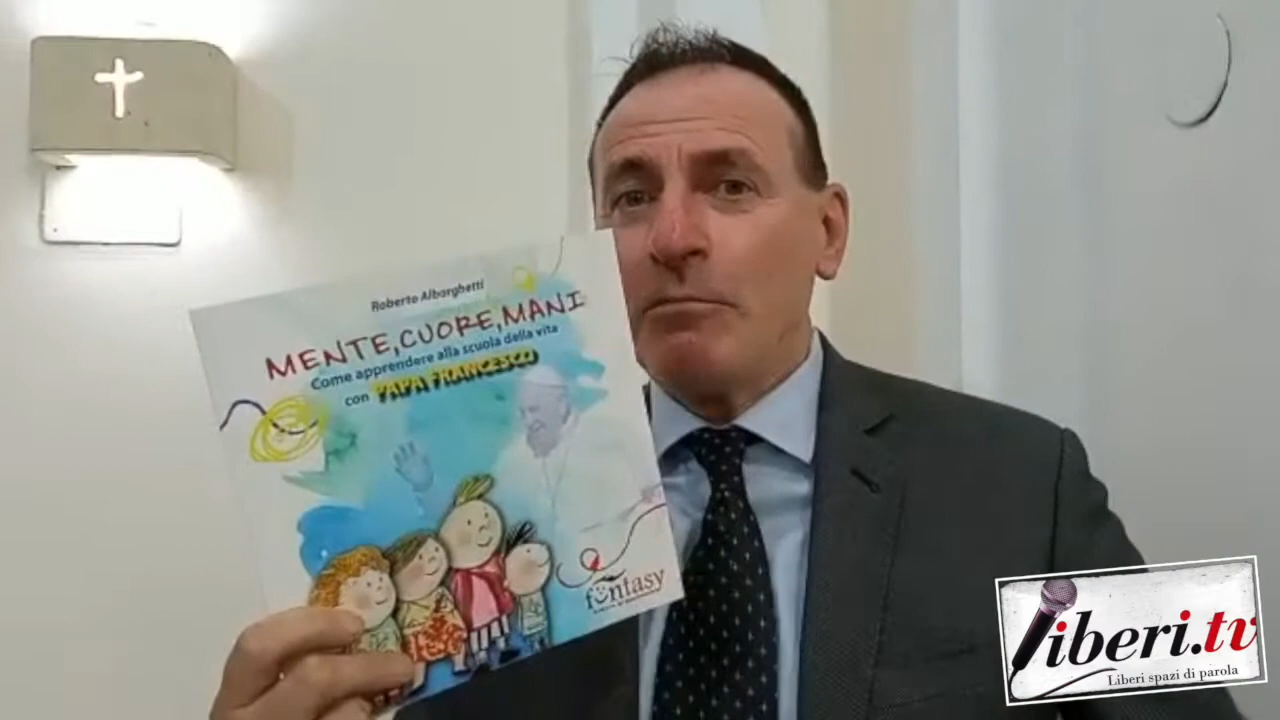 Roberto Alborghetti
MENTE, CUORE, MANI
Come apprendere alla scuola della vita
con PAPA FRANCESCO
fantasy
Liberi.tv
Liberi spazi di parola